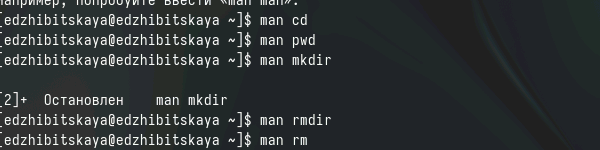 например, попробуйте ввести «man man».
[edzhibitskaya@edzhibitskaya ~]$ man cd
[edzhibitskaya@edzhibitskaya ~]$ man pwd
[edzhibitskaya@edzhibitskaya ~]$ man mkdir
[2]+  Остановлен    man mkdir
[edzhibitskaya@edzhibitskaya ~]$ man rmdir
[edzhibitskaya@edzhibitskaya ~]$ man rm